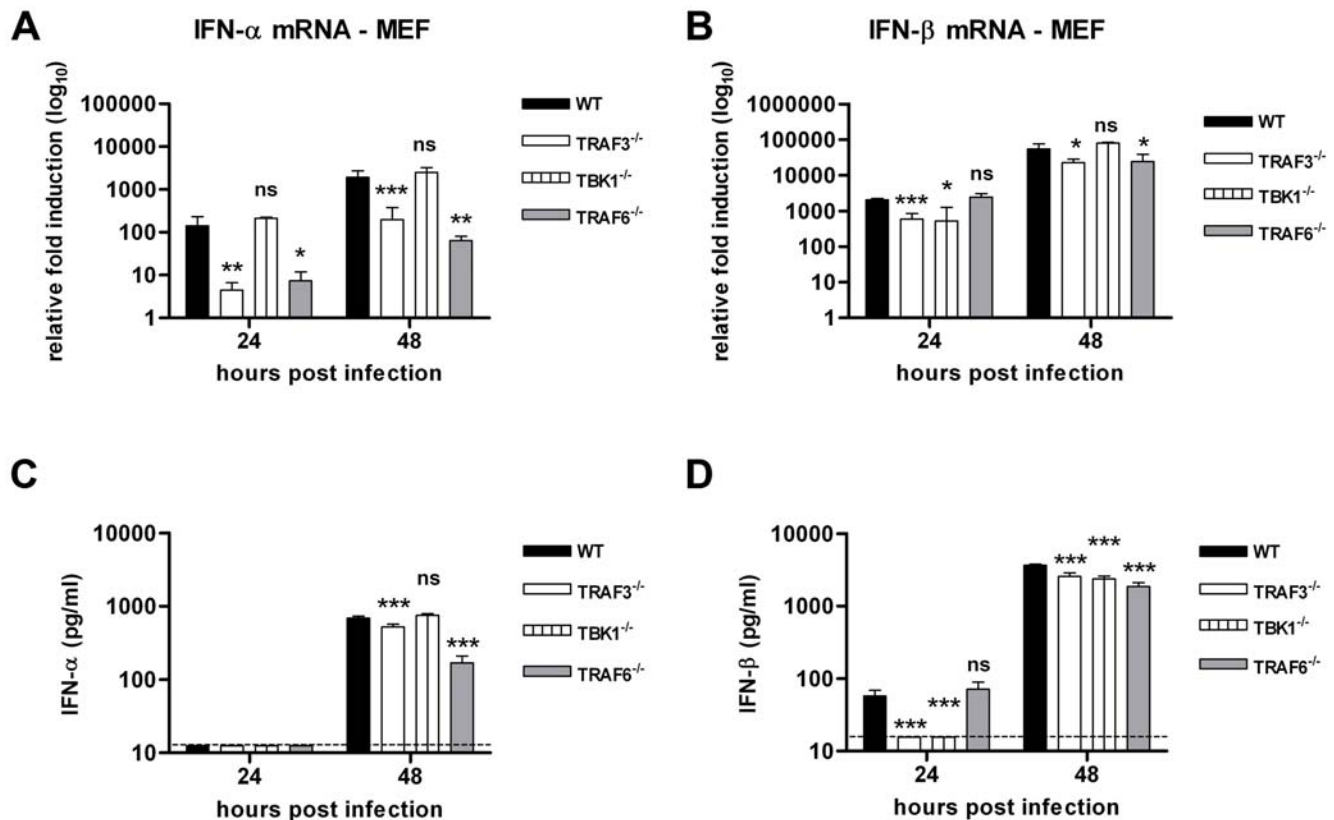 A
IFN-α mRNA - MEF
relative fold induction (log₁₀)
100000
10000
1000
100
10
1
** ns * *** ns **
24 48
hours post infection
WT
TRAF3⁻/⁻
TBK1⁻/⁻
TRAF6⁻/⁻
B
IFN-β mRNA - MEF
relative fold induction (log₁₀)
1000000
100000
10000
1000
100
10
1
*** * ns * ns *
24 48
hours post infection
WT
TRAF3⁻/⁻
TBK1⁻/⁻
TRAF6⁻/⁻
C
IFN-α (pg/ml)
10000
1000
100
10
*** ns ***
24 48
hours post infection
WT
TRAF3⁻/⁻
TBK1⁻/⁻
TRAF6⁻/⁻
D
IFN-β (pg/ml)
10000
1000
100
10
*** *** ns *** *** ***
24 48
hours post infection
WT
TRAF3⁻/⁻
TBK1⁻/⁻
TRAF6⁻/⁻